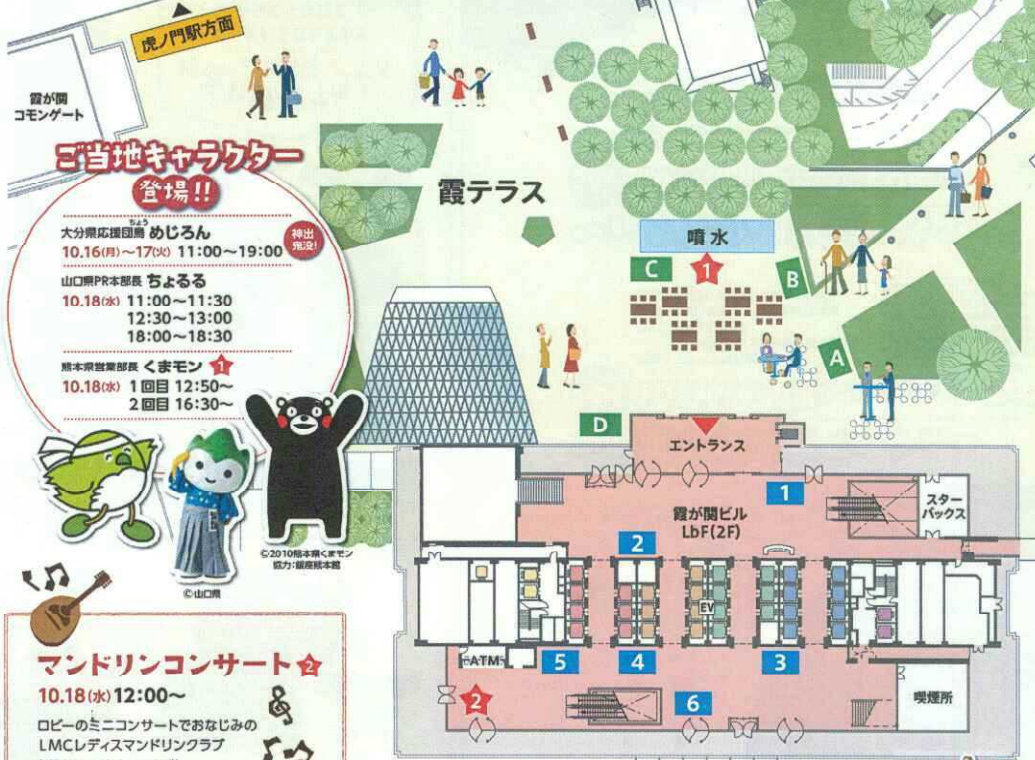 虎ノ門駅方面
霞が関
コモンゲート
ご当地キャラクター
登場!!
大分県応援団鳥 めじろん
ちょう
10.16(月)~17(火) 11:00~19:00
神出
鬼没!
山口県PR本部長 ちょるる
10.18(水) 11:00~11:30
12:30~13:00
18:00~18:30
熊本県営業部長 くまモン 1
10.18(水) 1回目 12:50~
2回目 16:30~
©2010熊本県くまモン
協力:銀座熊本館
©山口県
マンドリンコンサート 2
10.18(水) 12:00~
ロビーのミニコンサートでおなじみの
LMCレディスマンドリンクラブ
霞テラス
噴水
C
1
B
A
D
エントランス
1
霞が関ビル
LbF(2F)
スター
バックス
2
EV
ATM
5
4
3
2
6
喫煙所